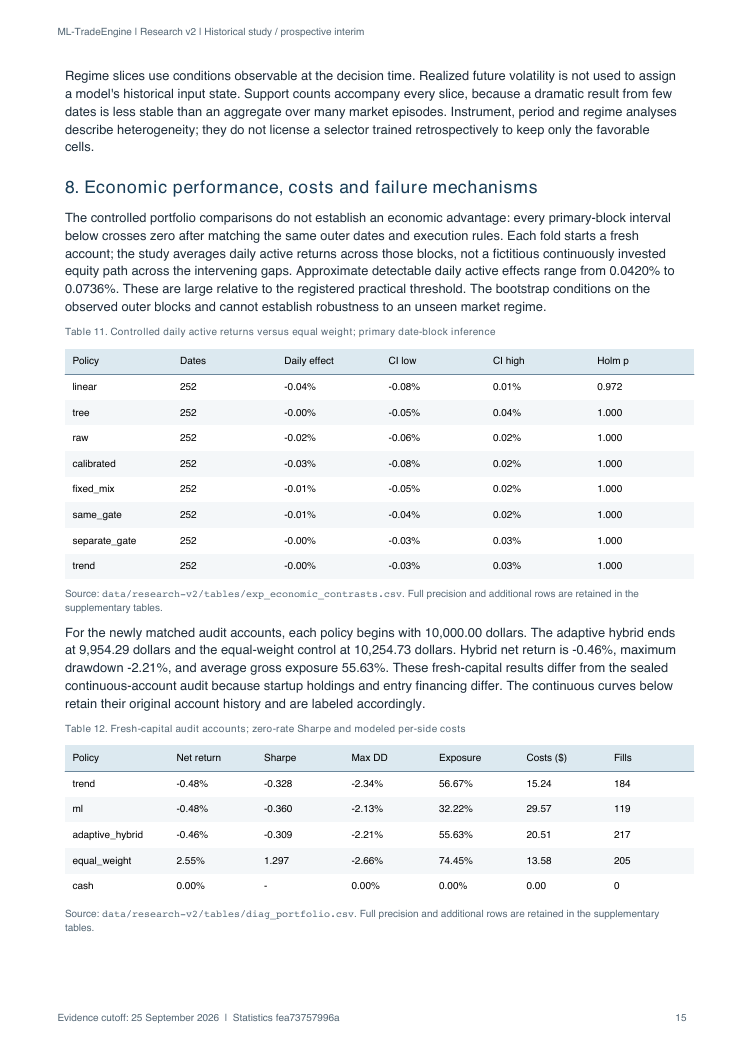 ML-TradeEngine | Research v2 | Historical study / prospective interim
Regime slices use conditions observable at the decision time. Realized future volatility is not used to assign
a model's historical input state. Support counts accompany every slice, because a dramatic result from few
dates is less stable than an aggregate over many market episodes. Instrument, period and regime analyses
describe heterogeneity; they do not license a selector trained retrospectively to keep only the favorable
cells.
8. Economic performance, costs and failure mechanisms
The controlled portfolio comparisons do not establish an economic advantage: every primary-block interval
below crosses zero after matching the same outer dates and execution rules. Each fold starts a fresh
account; the study averages daily active returns across those blocks, not a fictitious continuously invested
equity path across the intervening gaps. Approximate detectable daily active effects range from 0.0420% to
0.0736%. These are large relative to the registered practical threshold. The bootstrap conditions on the
observed outer blocks and cannot establish robustness to an unseen market regime.
Table 11. Controlled daily active returns versus equal weight; primary date-block inference
Policy Dates Daily effect CI low CI high Holm p
linear 252 -0.04% -0.08% 0.01% 0.972
tree 252 -0.00% -0.05% 0.04% 1.000
raw 252 -0.02% -0.06% 0.02% 1.000
calibrated 252 -0.03% -0.08% 0.02% 1.000
fixed_mix 252 -0.01% -0.05% 0.02% 1.000
same_gate 252 -0.01% -0.04% 0.02% 1.000
separate_gate 252 -0.00% -0.03% 0.03% 1.000
trend 252 -0.00% -0.03% 0.03% 1.000
Source: data/research-v2/tables/exp_economic_contrasts.csv. Full precision and additional rows are retained in the
supplementary tables.
For the newly matched audit accounts, each policy begins with 10,000.00 dollars. The adaptive hybrid ends
at 9,954.29 dollars and the equal-weight control at 10,254.73 dollars. Hybrid net return is -0.46%, maximum
drawdown -2.21%, and average gross exposure 55.63%. These fresh-capital results differ from the sealed
continuous-account audit because startup holdings and entry financing differ. The continuous curves below
retain their original account history and are labeled accordingly.
Table 12. Fresh-capital audit accounts; zero-rate Sharpe and modeled per-side costs
Policy Net return Sharpe Max DD Exposure Costs ($) Fills
trend -0.48% -0.328 -2.34% 56.67% 15.24 184
ml -0.48% -0.360 -2.13% 32.22% 29.57 119
adaptive_hybrid -0.46% -0.309 -2.21% 55.63% 20.51 217
equal_weight 2.55% 1.297 -2.66% 74.45% 13.58 205
cash 0.00% - 0.00% 0.00% 0.00 0
Source: data/research-v2/tables/diag_portfolio.csv. Full precision and additional rows are retained in the supplementary
tables.
Evidence cutoff: 25 September 2026 | Statistics fea73757996a 15